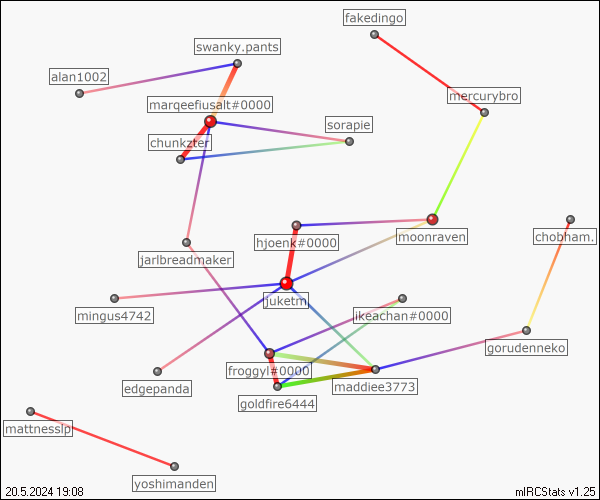 fakedingo
swanky.pants
alan1002
mercurybro
marqeefiusalt#0000
sorapie
chunkzter
moonraven
chobham.
hjoenk#0000
jarlbreadmaker
juketm
mingus4742
ikeachan#0000
gorudenneko
froggyl#0000
edgepanda
maddiee3773
goldfire6444
mattnesslp
yoshimanden
20.5.2024 19:08
mIRCStats v1.25